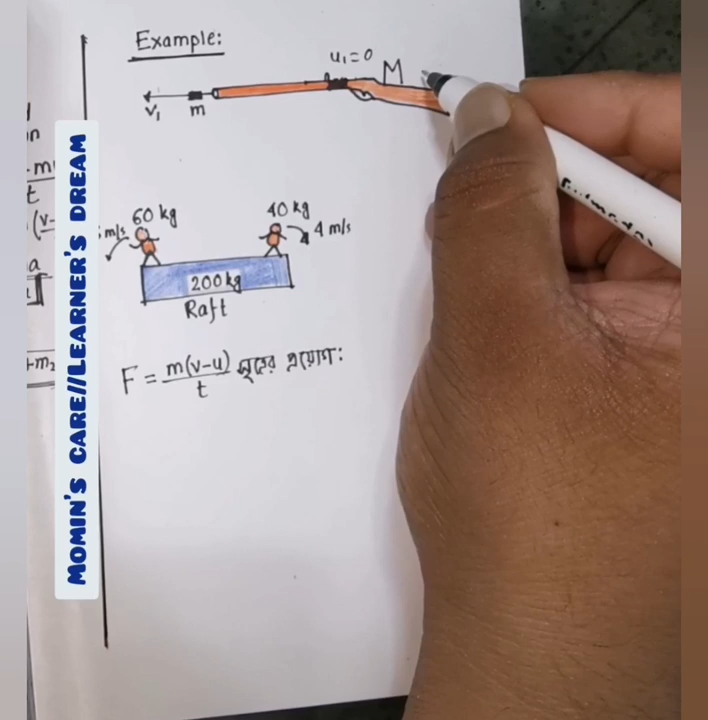 Example:
u₁=0
M
v₁
m
60 kg
40 kg
m/s
4 m/s
200 kg
Raft
F = m(v-u)/t সূত্রের প্রয়োগ:
MOMIN'S CARE//LEARNER'S DREAM